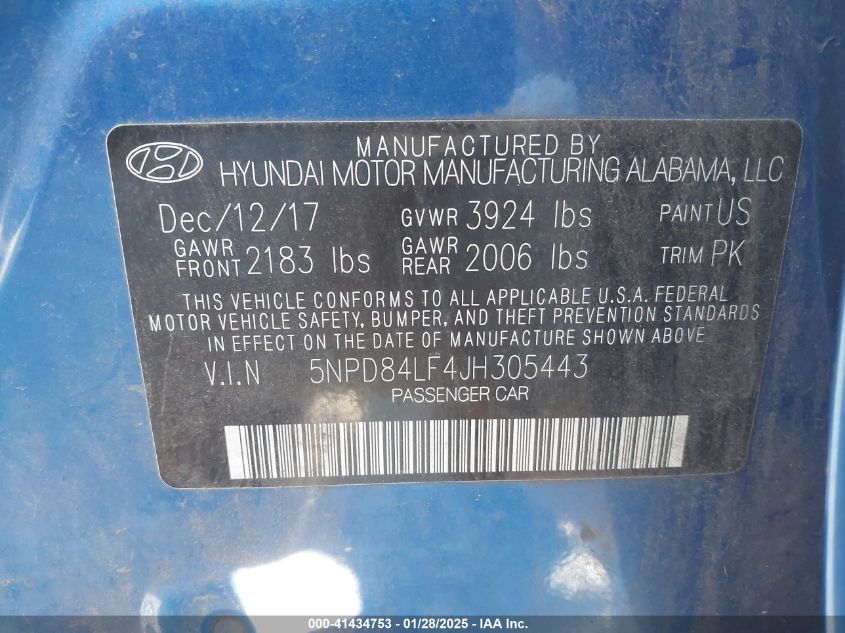 MANUFACTURED BY
HYUNDAI MOTOR MANUFACTURING ALABAMA, LLC
Dec/12/17 GVWR 3924 lbs PAINT US
GAWR FRONT 2183 lbs GAWR REAR 2006 lbs TRIM PK
THIS VEHICLE CONFORMS TO ALL APPLICABLE U.S.A. FEDERAL
MOTOR VEHICLE SAFETY, BUMPER, AND THEFT PREVENTION STANDARDS
IN EFFECT ON THE DATE OF MANUFACTURE SHOWN ABOVE
V.I.N 5NPD84LF4JH305443
PASSENGER CAR
000-41434753 - 01/28/2025 - IAA Holdings, LLC.